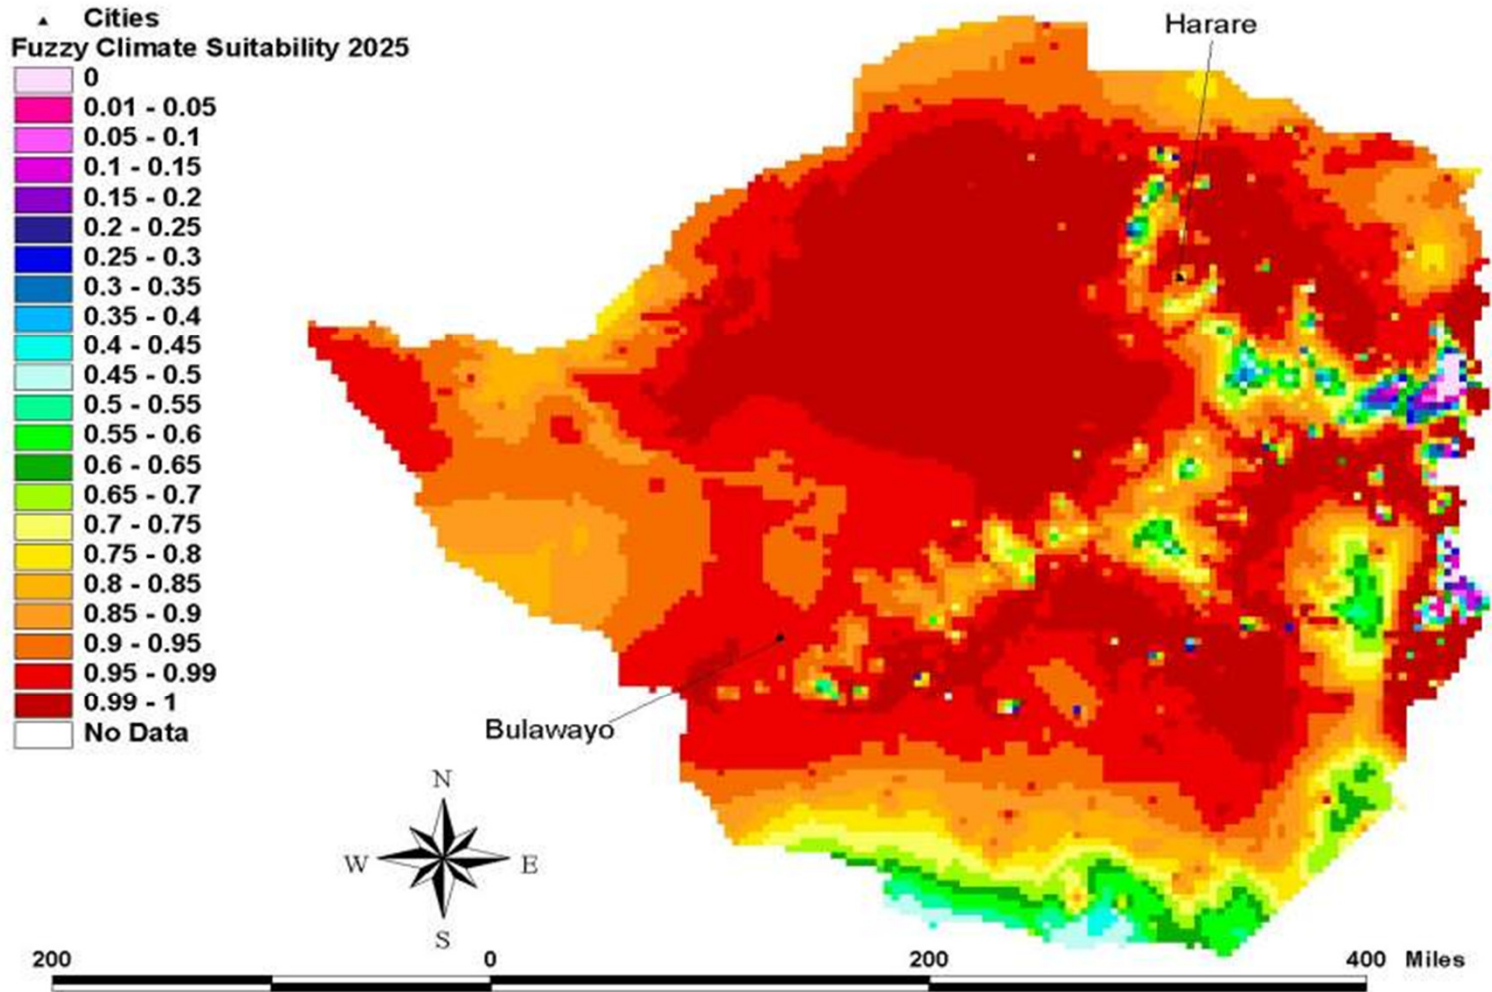 Cities
Fuzzy Climate Suitability 2025
0
0.01 - 0.05
0.05 - 0.1
0.1 - 0.15
0.15 - 0.2
0.2 - 0.25
0.25 - 0.3
0.3 - 0.35
0.35 - 0.4
0.4 - 0.45
0.45 - 0.5
0.5 - 0.55
0.55 - 0.6
0.6 - 0.65
0.65 - 0.7
0.7 - 0.75
0.75 - 0.8
0.8 - 0.85
0.85 - 0.9
0.9 - 0.95
0.95 - 0.99
0.99 - 1
No Data
Harare
Bulawayo
N
W E
S
200 0 200 400 Miles